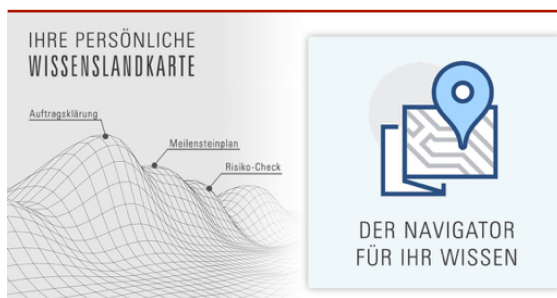 IHRE PERSÖNLICHE
WISSENSLANDKARTE
Auftragsklärung
Meilensteinplan
Risiko-Check
DER NAVIGATOR
FÜR IHR WISSEN